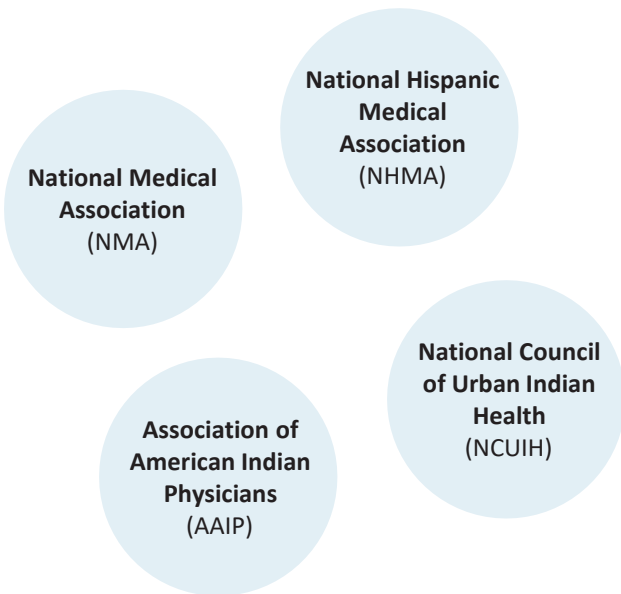 National Hispanic
Medical
Association
(NHMA)
National Medical
Association
(NMA)
National Council
of Urban Indian
Health
(NCUIH)
Association of
American Indian
Physicians
(AAIP)